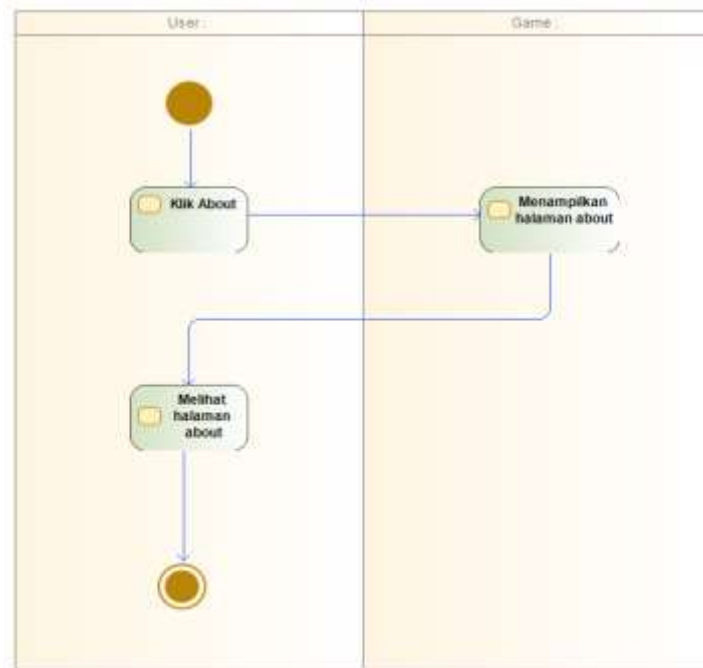 User :
Game :
Klik About
Menampilkan
halaman about
Melihat
halaman
about